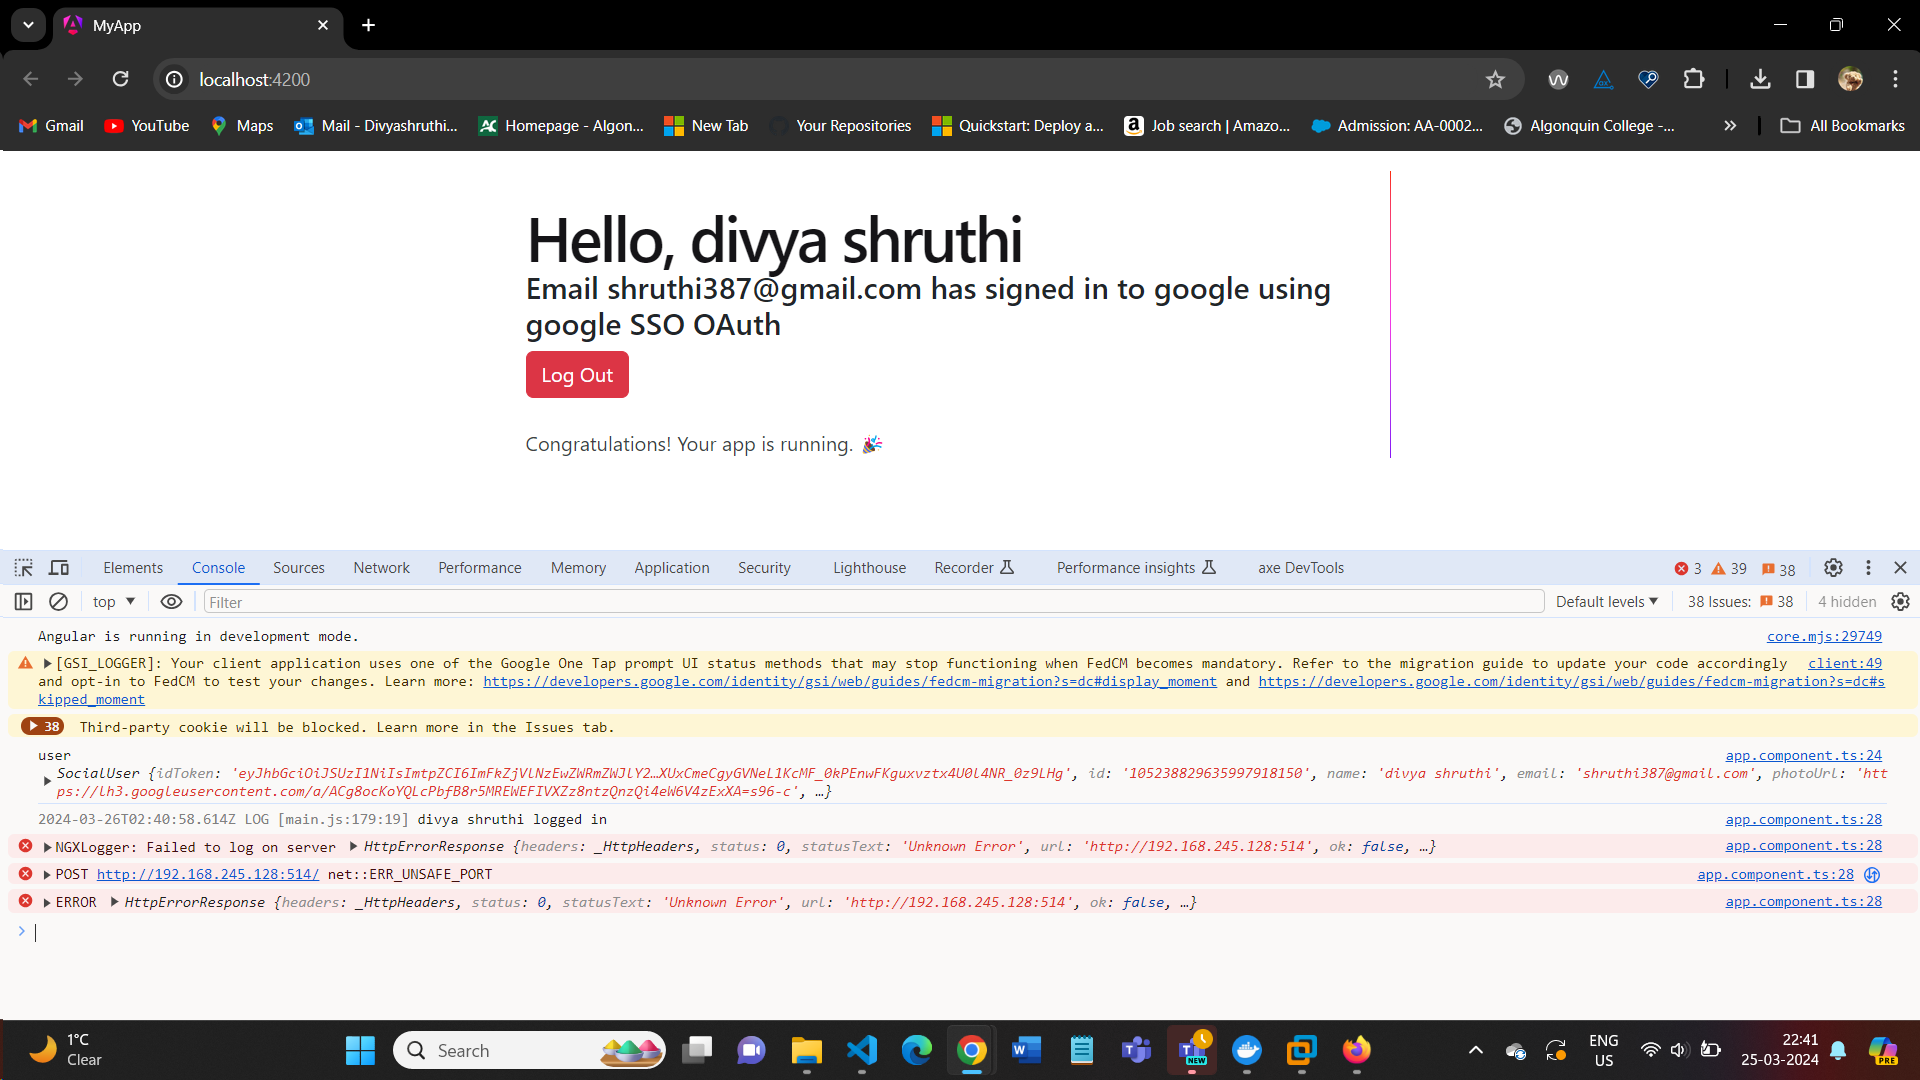 MyApp
localhost:4200
Gmail
YouTube
Maps
Mail - Divyashruthi...
Homepage - Algon...
New Tab
Your Repositories
Quickstart: Deploy a...
Job search | Amazo...
Admission: AA-0002...
Algonquin College -...
All Bookmarks
Hello, divya shruthi
Email shruthi387@gmail.com has signed in to google using
google SSO OAuth
Log Out
Congratulations! Your app is running. 🎉
Elements Console Sources Network Performance Memory Application Security Lighthouse Recorder Performance insights axe DevTools 3 39 38
top Filter Default levels 38 Issues: 38 4 hidden
Angular is running in development mode. core.mjs:29749
[GSI_LOGGER]: Your client application uses one of the Google One Tap prompt UI status methods that may stop functioning when FedCM becomes mandatory. Refer to the migration guide to update your code accordingly client:49
and opt-in to FedCM to test your changes. Learn more: https://developers.google.com/identity/gsi/web/guides/fedcm-migration?s=dc#display_moment and https://developers.google.com/identity/gsi/web/guides/fedcm-migration?s=dc#s
kipped_moment
38 Third-party cookie will be blocked. Learn more in the Issues tab.
user app.component.ts:24
SocialUser {idToken: 'eyJhbGciOiJSUzI1NiIsImtpZCI6ImFkZjVlNzEwZWRmZWJlY2…XUxCmeCgyGVNeL1KcMF_0kPEnwFKguxvztx4U0l4NR_0z9LHg', id: '105238829635997918150', name: 'divya shruthi', email: 'shruthi387@gmail.com', photoUrl: 'htt
ps://lh3.googleusercontent.com/a/ACg8ocKoYQLcPbfB8r5MREWEFIVXZz8ntzQnzQi4eW6V4zExXA=s96-c', …}
2024-03-26T02:40:58.614Z LOG [main.js:179:19] divya shruthi logged in app.component.ts:28
NGXLogger: Failed to log on server HttpErrorResponse {headers: _HttpHeaders, status: 0, statusText: 'Unknown Error', url: 'http://192.168.245.128:514', ok: false, …} app.component.ts:28
POST http://192.168.245.128:514/ net::ERR_UNSAFE_PORT app.component.ts:28
ERROR HttpErrorResponse {headers: _HttpHeaders, status: 0, statusText: 'Unknown Error', url: 'http://192.168.245.128:514', ok: false, …} app.component.ts:28
1°C
Clear
Search
NEW
ENG
US
22:41
25-03-2024
PRE